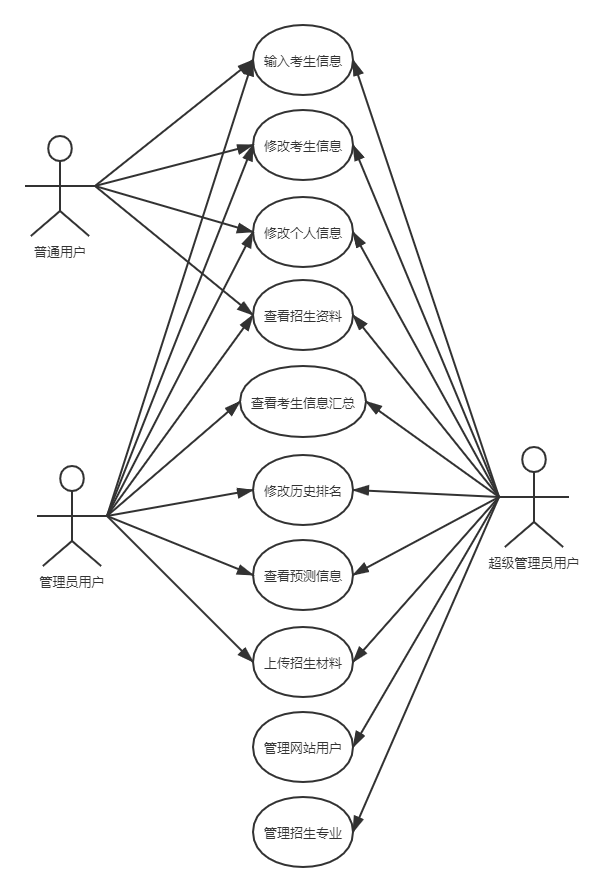 输入考生信息
修改考生信息
修改个人信息
普通用户
查看招生资料
查看考生信息汇总
修改历史排名
超级管理员用户
查看预测信息
管理员用户
上传招生材料
管理网站用户
管理招生专业